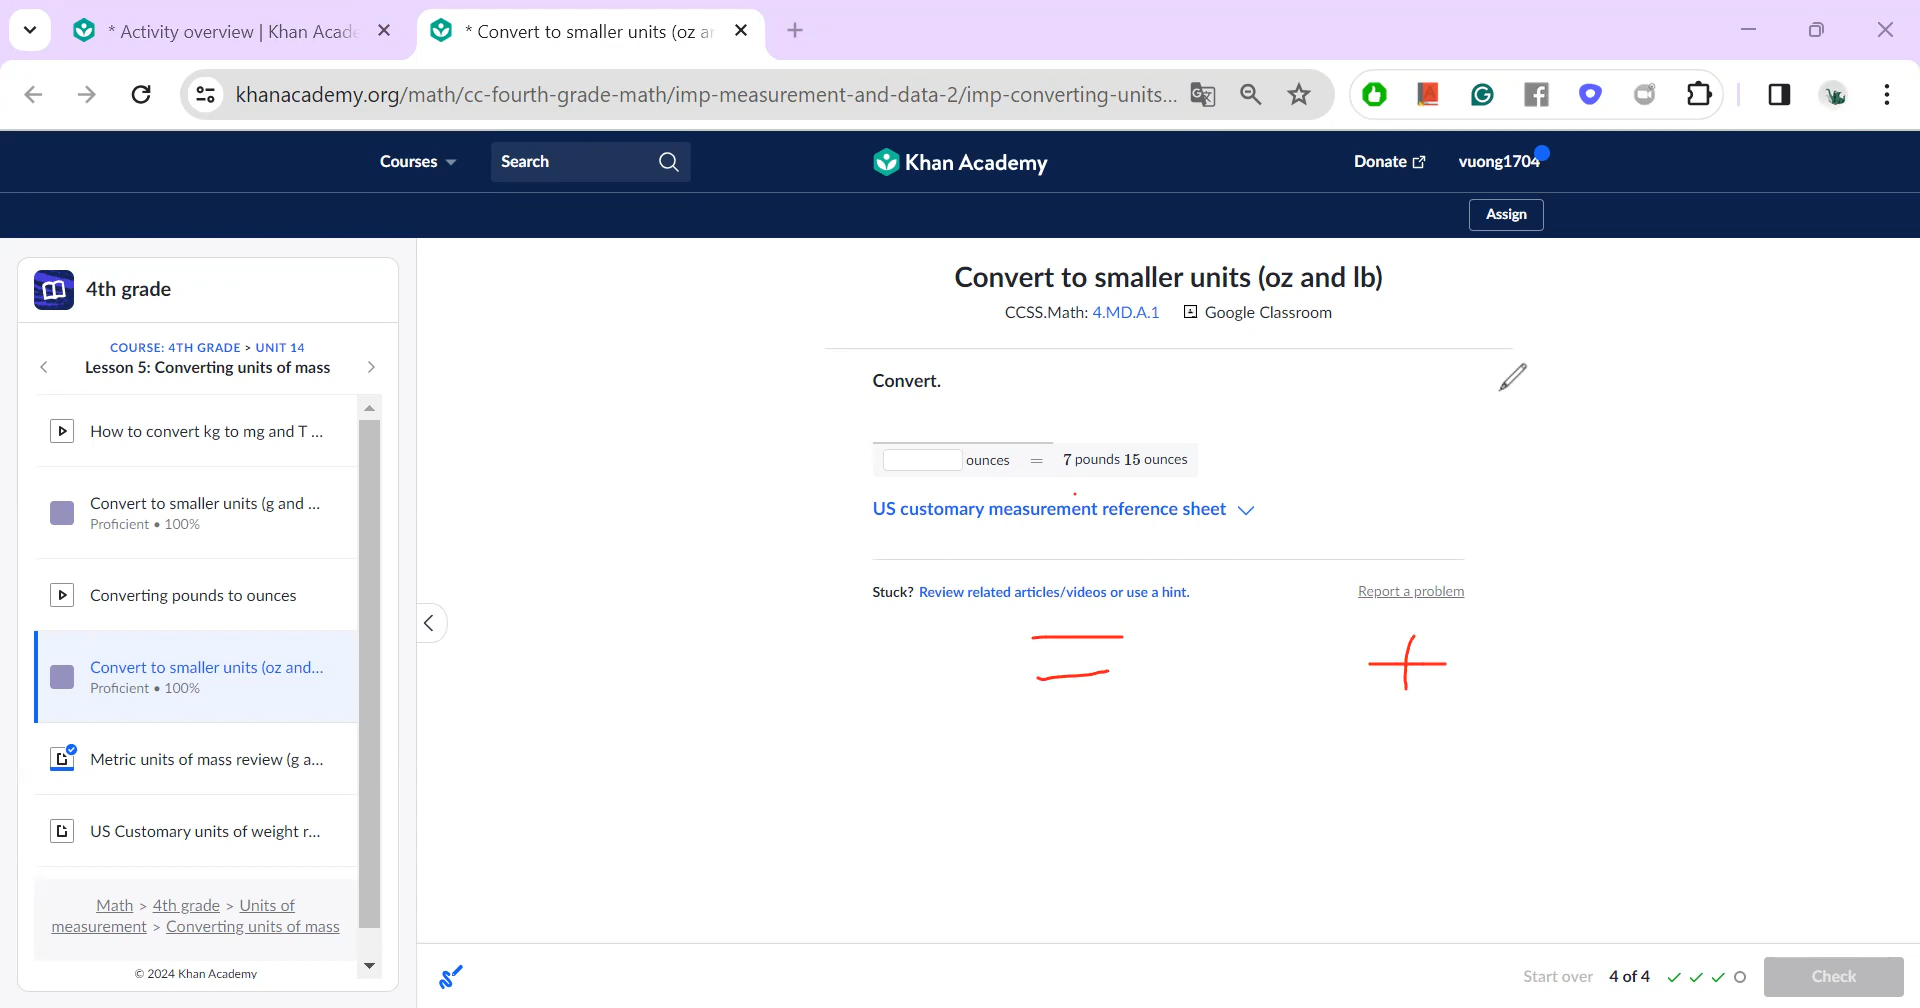 * Activity overview | Khan Acade
* Convert to smaller units (oz ar
khanacademy.org/math/cc-fourth-grade-math/imp-measurement-and-data-2/imp-converting-units...
Courses
Search
Khan Academy
Donate
vuong1704
Assign
4th grade
COURSE: 4TH GRADE > UNIT 14
Lesson 5: Converting units of mass
How to convert kg to mg and T ...
Convert to smaller units (g and ...
Proficient • 100%
Converting pounds to ounces
Convert to smaller units (oz and...
Proficient • 100%
Metric units of mass review (g a...
US Customary units of weight r...
Math > 4th grade > Units of
measurement > Converting units of mass
© 2024 Khan Academy
Convert to smaller units (oz and lb)
CCSS.Math: 4.MD.A.1 Google Classroom
Convert.
ounces = 7 pounds 15 ounces
US customary measurement reference sheet
Stuck? Review related articles/videos or use a hint.
Report a problem
= +
Start over 4 of 4
Check